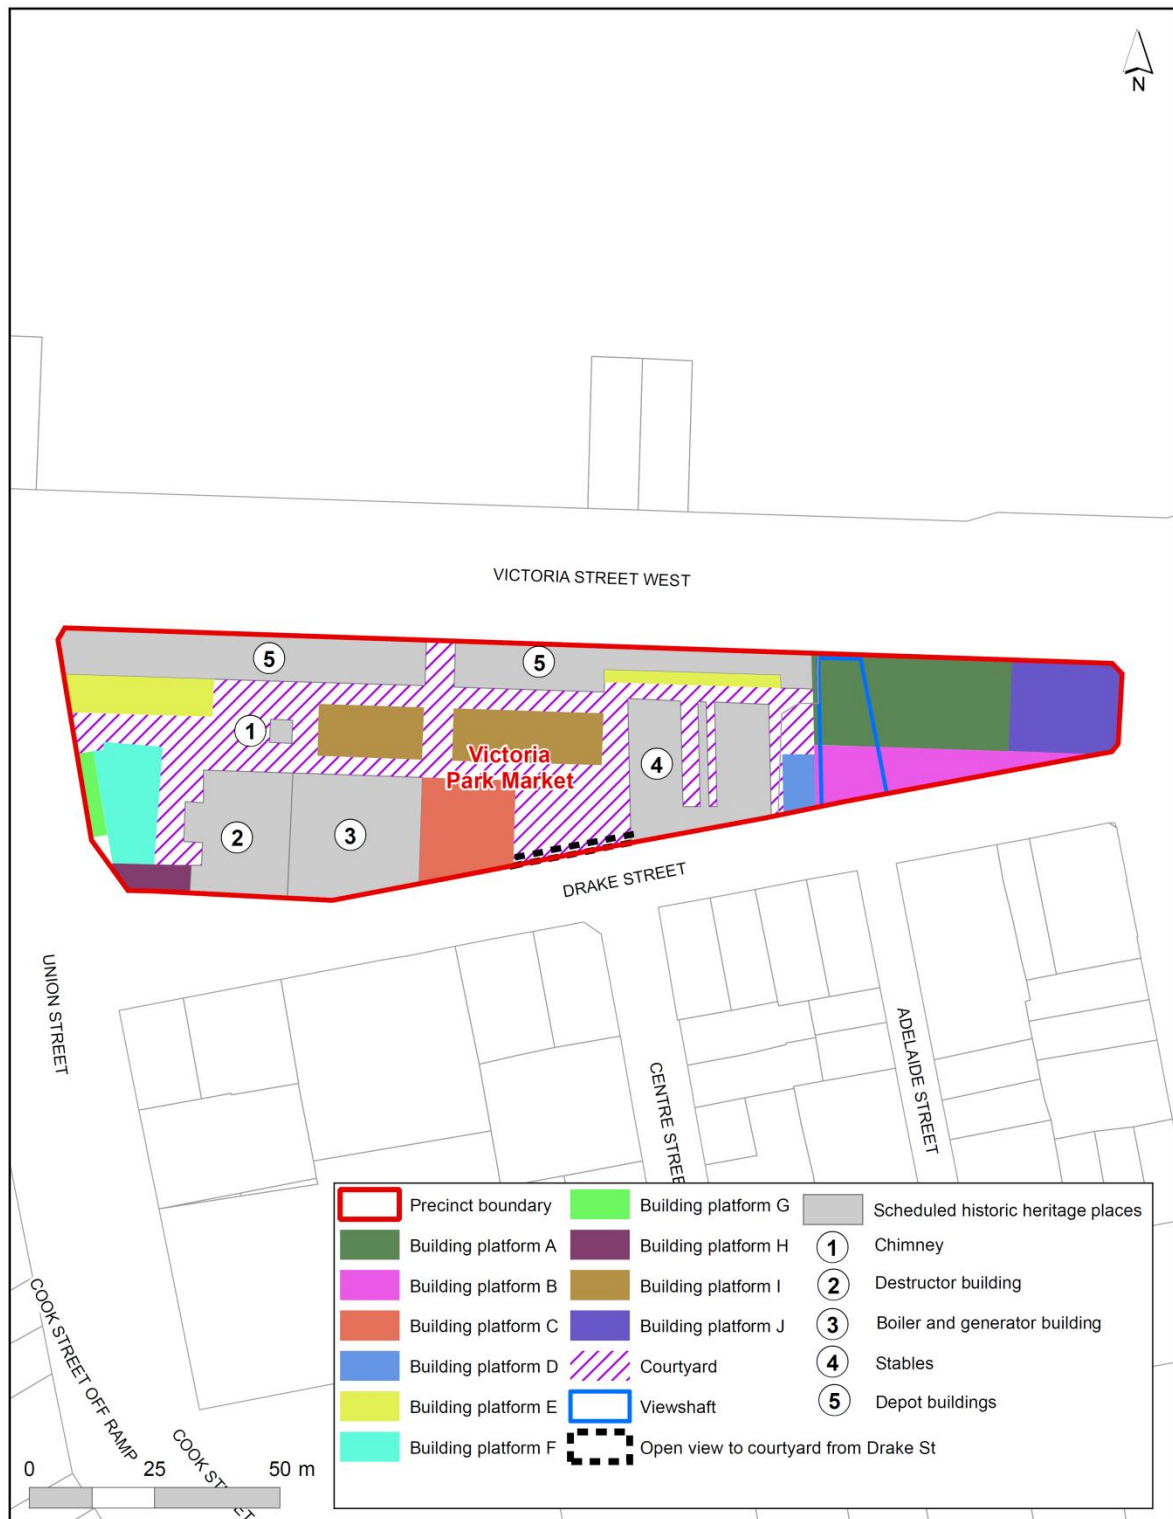 N
VICTORIA STREET WEST
5
5
1
Victoria
Park Market
4
2
3
DRAKE STREET
UNION STREET
CENTRE STREE
ADELAIDE STREET
COOK STREET OFF RAMP
COOK STREET
0 25 50 m
Precinct boundary
Building platform A
Building platform B
Building platform C
Building platform D
Building platform E
Building platform F
Building platform G
Building platform H
Building platform I
Building platform J
Courtyard
Viewshaft
Open view to courtyard from Drake St
Scheduled historic heritage places
1 Chimney
2 Destructor building
3 Boiler and generator building
4 Stables
5 Depot buildings